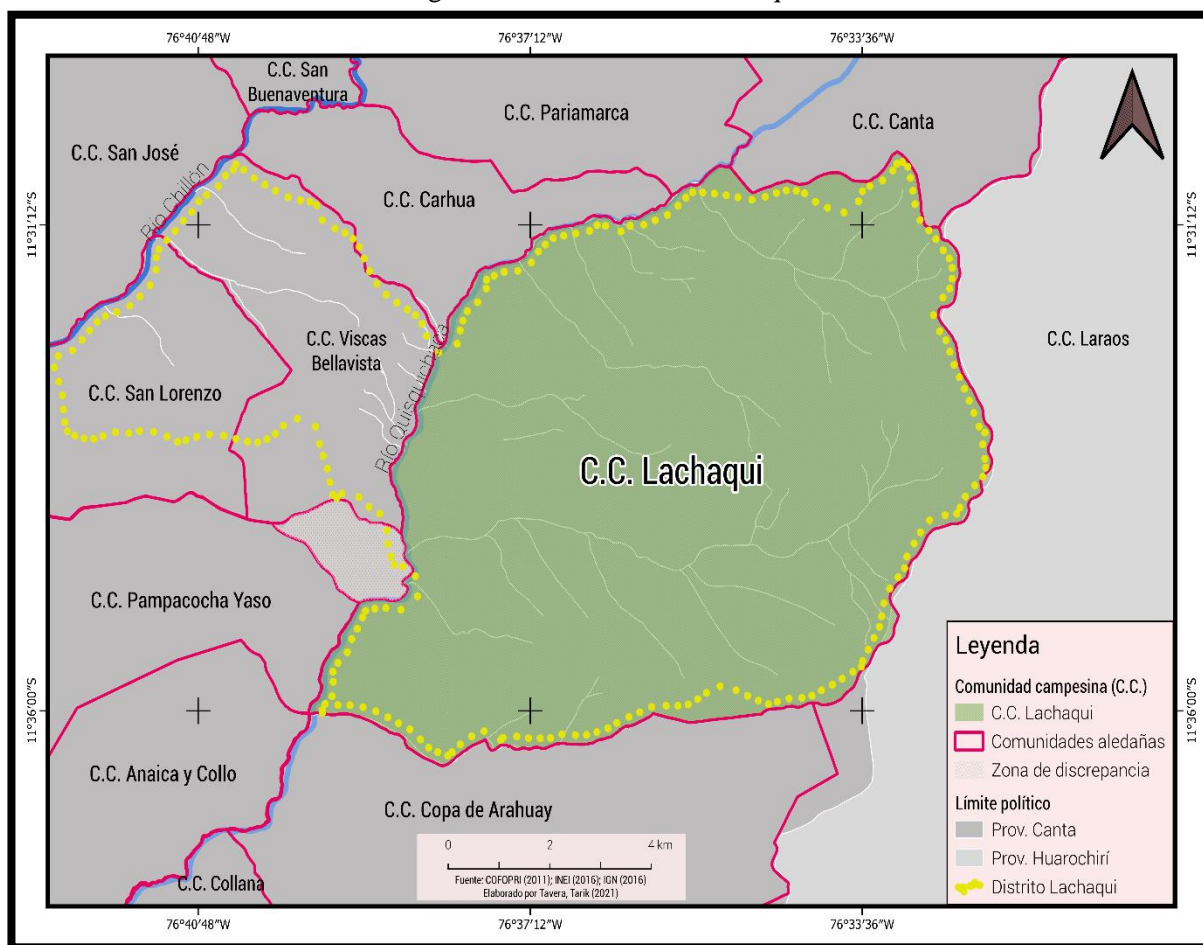 76°40'48"W
76°37'12"W
76°33'36"W
C.C. San
Buenaventura
C.C. Pariamarca
C.C. Canta
C.C. San José
C.C. Carhua
Río Chillón
11°31'12"S
11°31'12"S
C.C. Viscas
Bellavista
C.C. Laraos
C.C. San Lorenzo
Río Quisquichaca
C.C. Lachaqui
C.C. Pampacocha Yaso
11°36'00"S
11°36'00"S
C.C. Anaica y Collo
C.C. Copa de Arahuay
C.C. Collana
0 2 4 km
Fuente: COFOPRI (2011); INEI (2016); IGN (2016)
Elaborado por Tavera, Tarik (2021)
Leyenda
Comunidad campesina (C.C.)
C.C. Lachaqui
Comunidades aledañas
Zona de discrepancia
Límite político
Prov. Canta
Prov. Huarochirí
Distrito Lachaqui
76°40'48"W
76°37'12"W
76°33'36"W